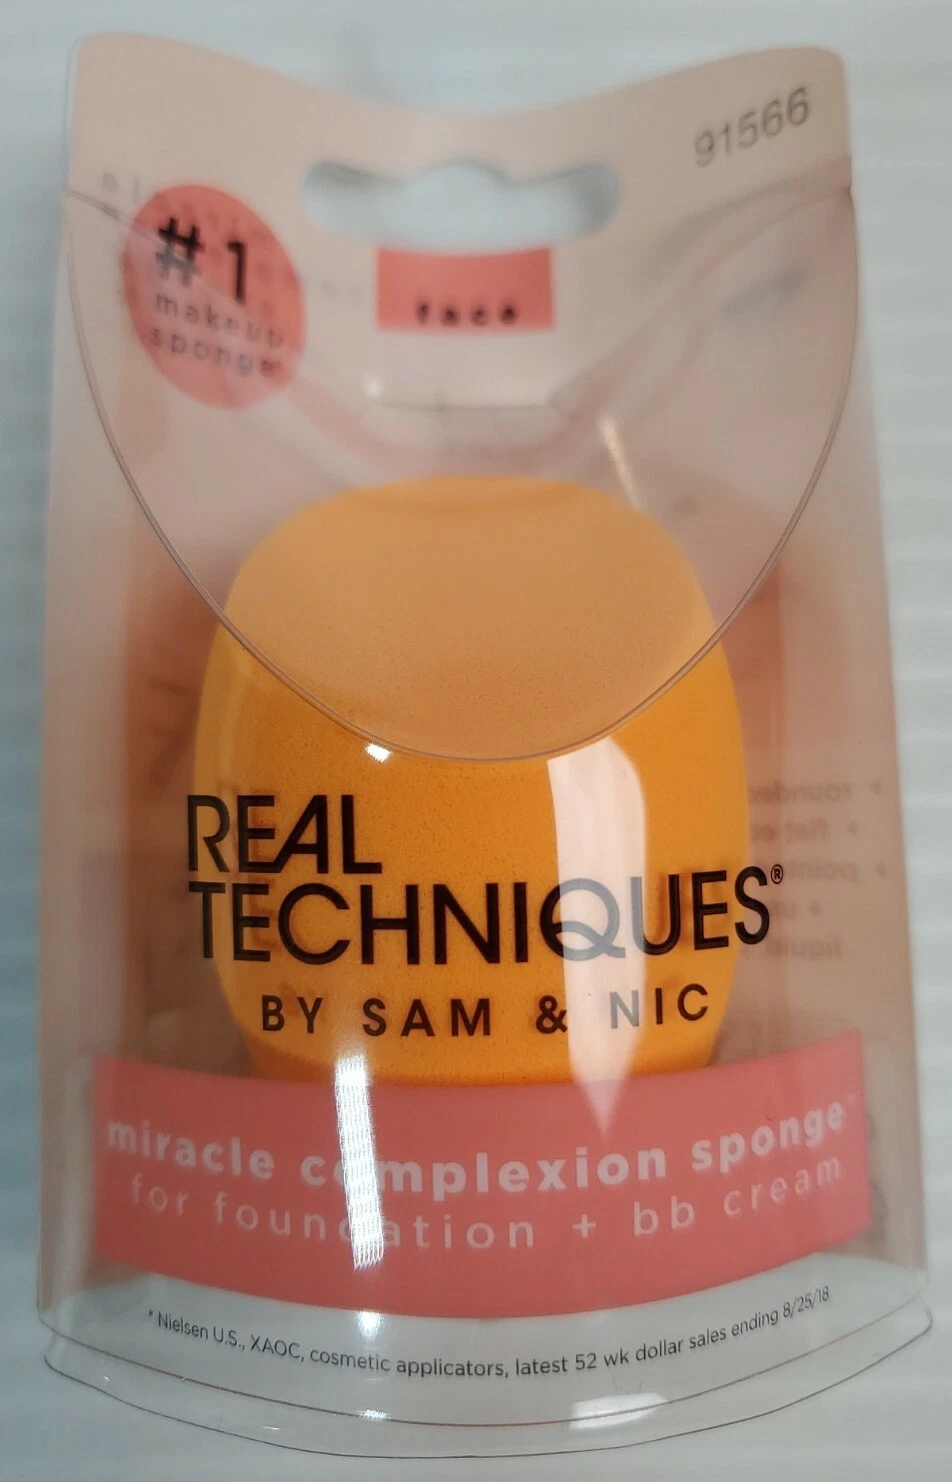 91566
#1
makeup
sponge*
face
REAL
TECHNIQUES®
BY SAM & NIC
miracle complexion sponge*
for foundation + bb cream
* Nielsen U.S., XAOC, cosmetic applicators, latest 52 wk dollar sales ending 8/25/18